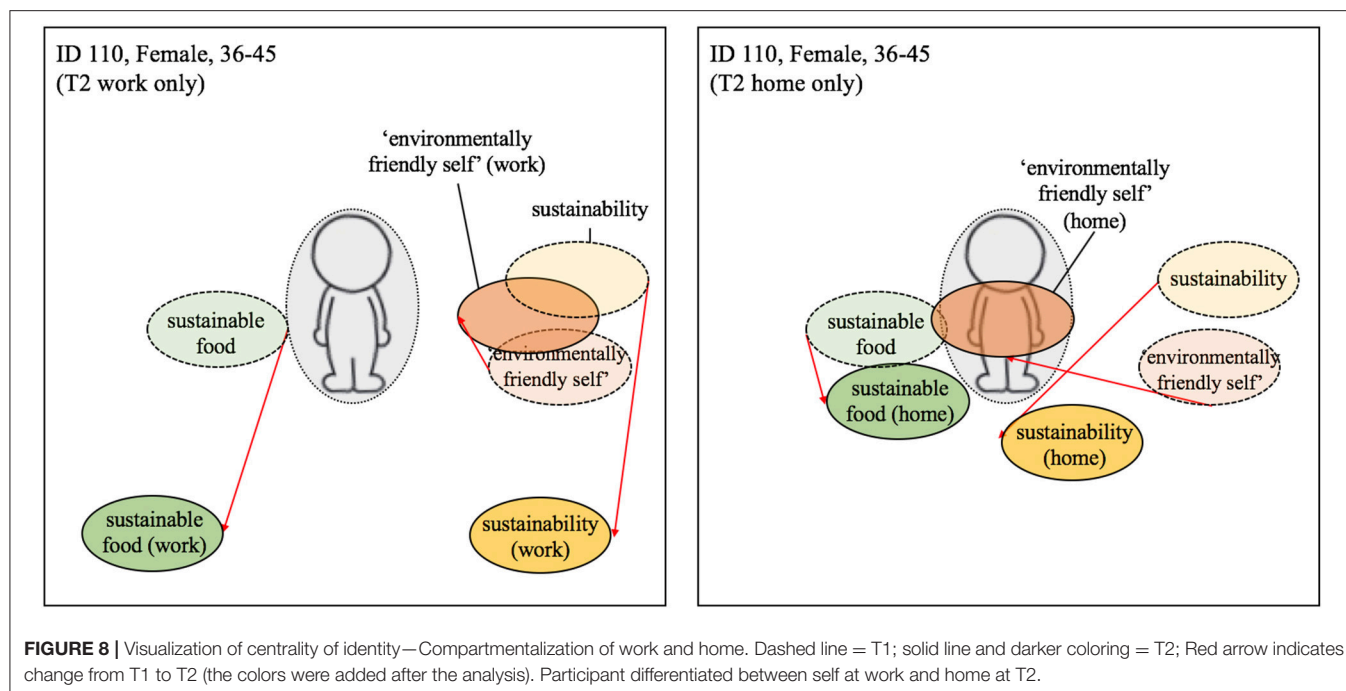 ID 110, Female, 36-45
(T2 work only)
'environmentally
friendly self' (work)
sustainability
sustainable
food
'environmentally
friendly self'
sustainable
food (work)
sustainability
(work)
ID 110, Female, 36-45
(T2 home only)
'environmentally
friendly self'
(home)
sustainability
sustainable
food
'environmentally
friendly self'
sustainable
food (home)
sustainability
(home)
FIGURE 8 | Visualization of centrality of identity—Compartmentalization of work and home. Dashed line = T1; solid line and darker coloring = T2; Red arrow indicates
change from T1 to T2 (the colors were added after the analysis). Participant differentiated between self at work and home at T2.